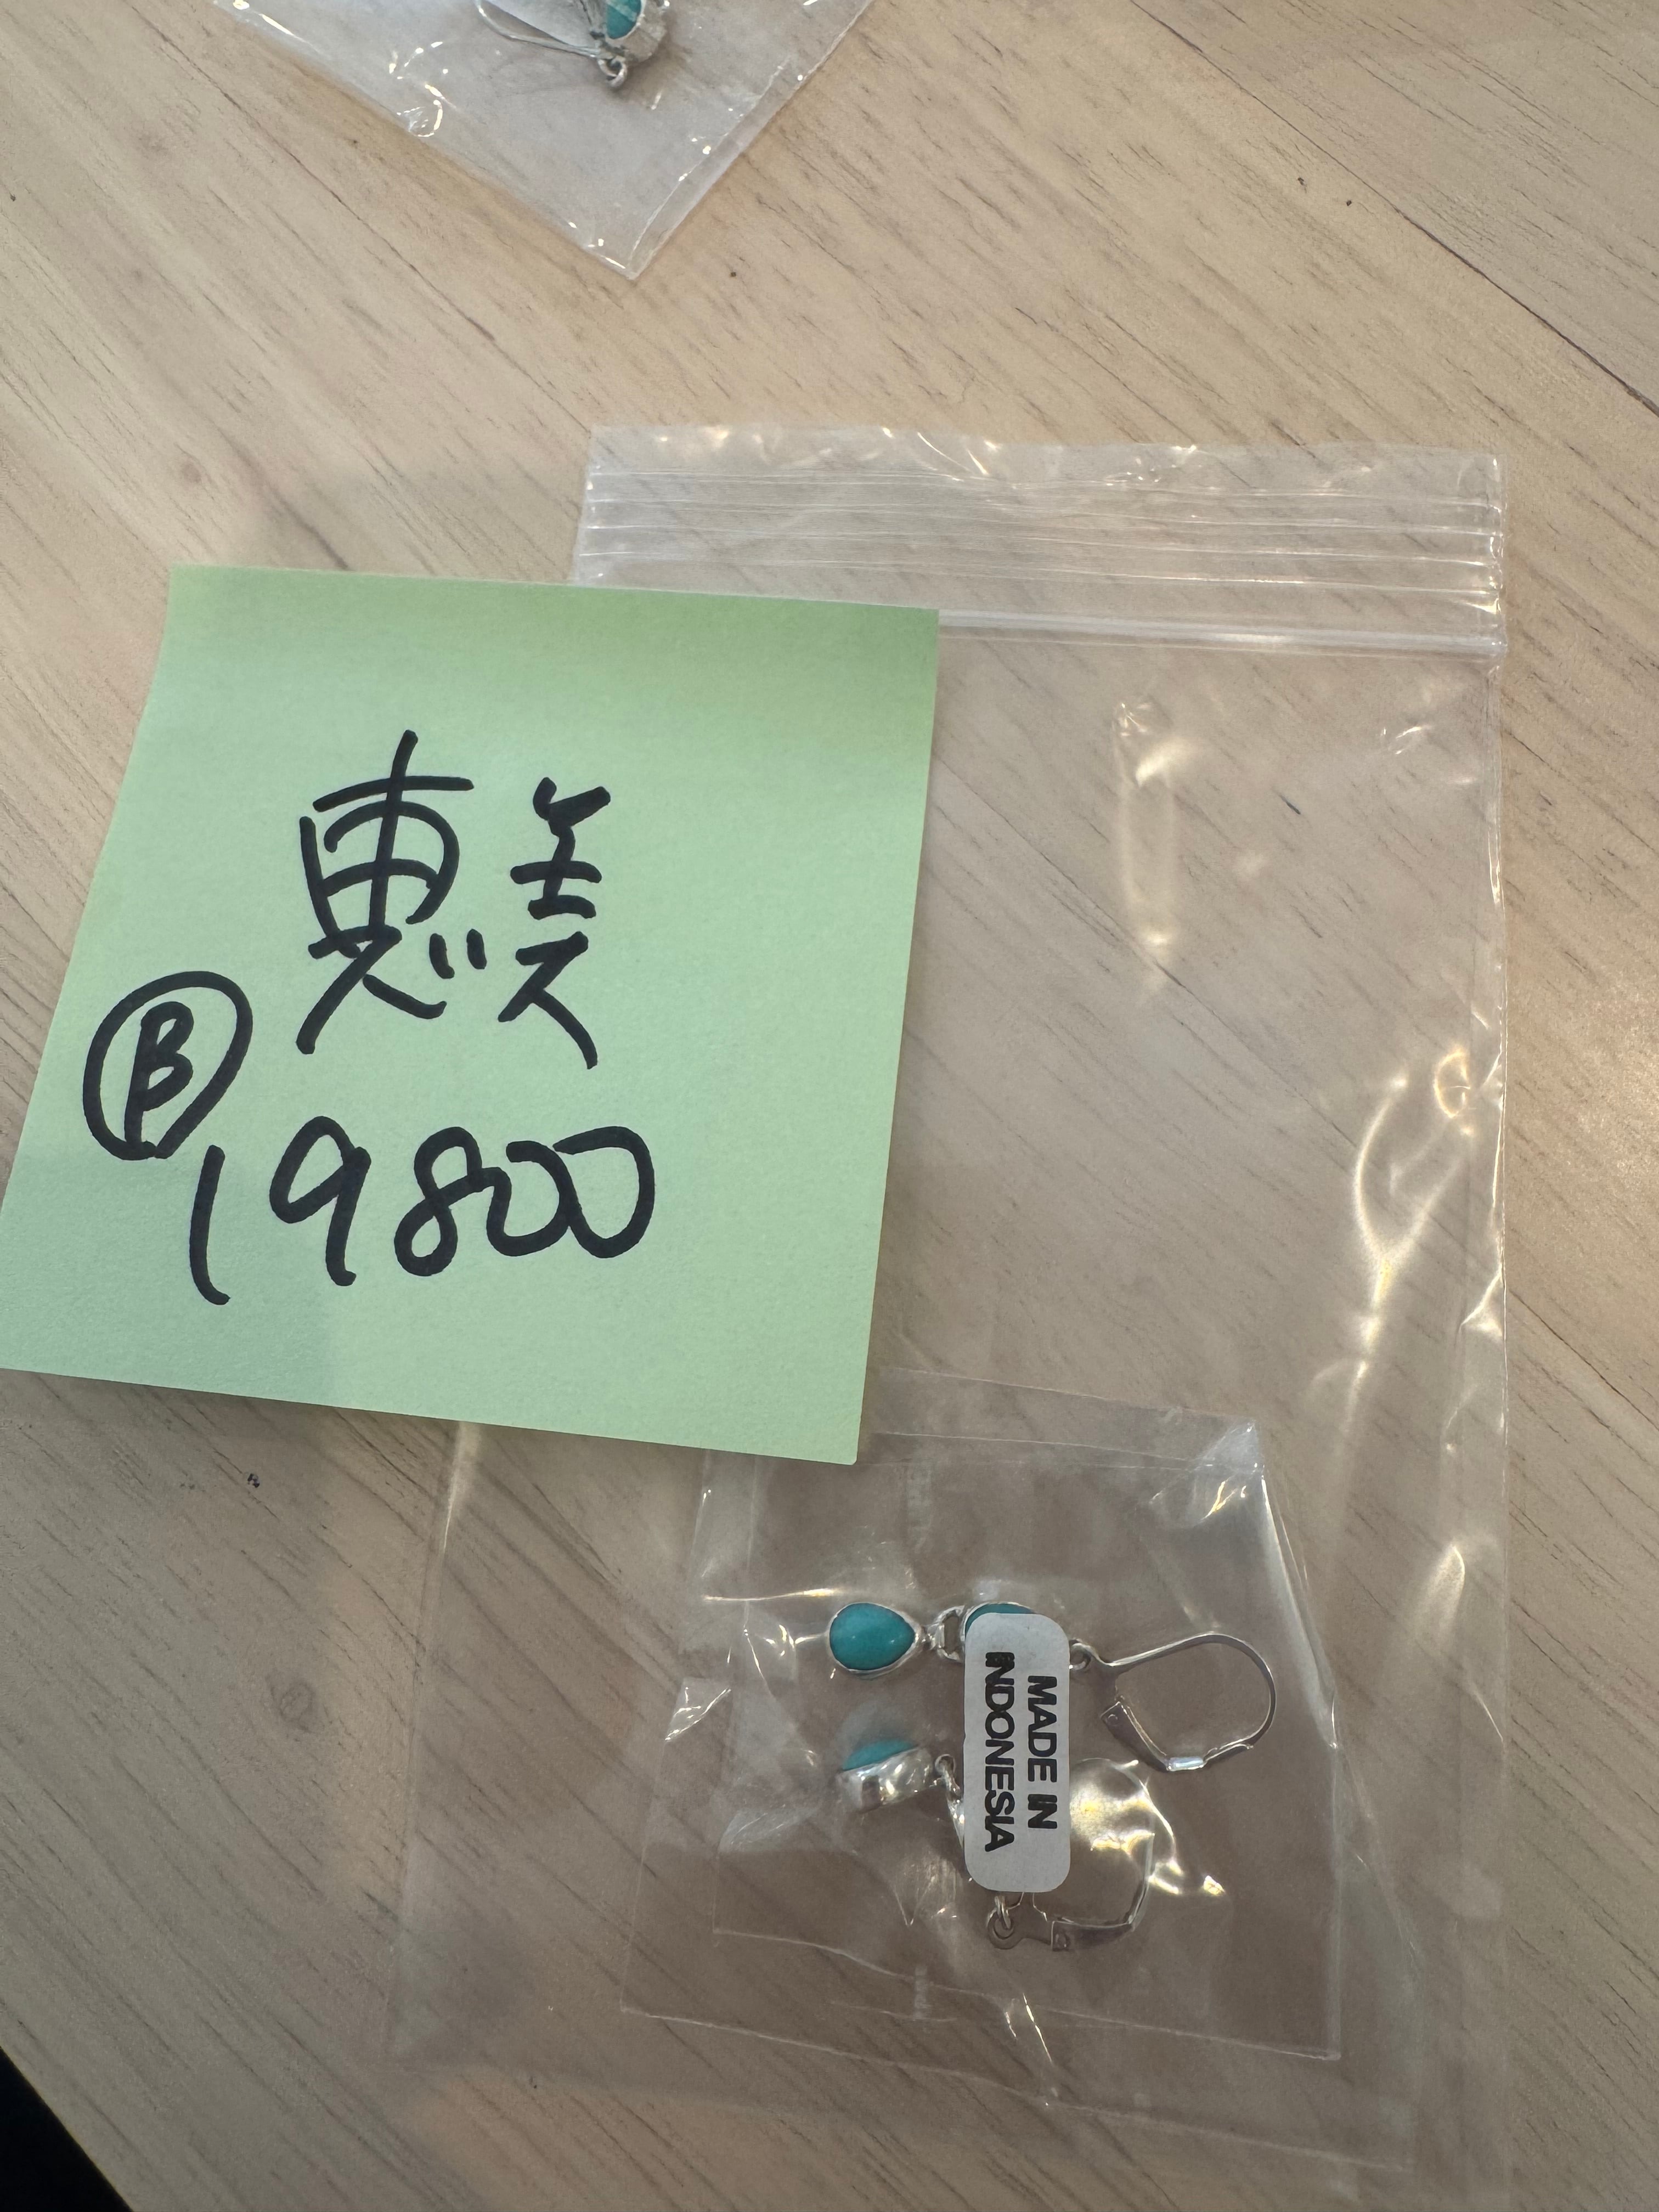 恵美
Ⓑ
19800
MADE IN
INDONESIA